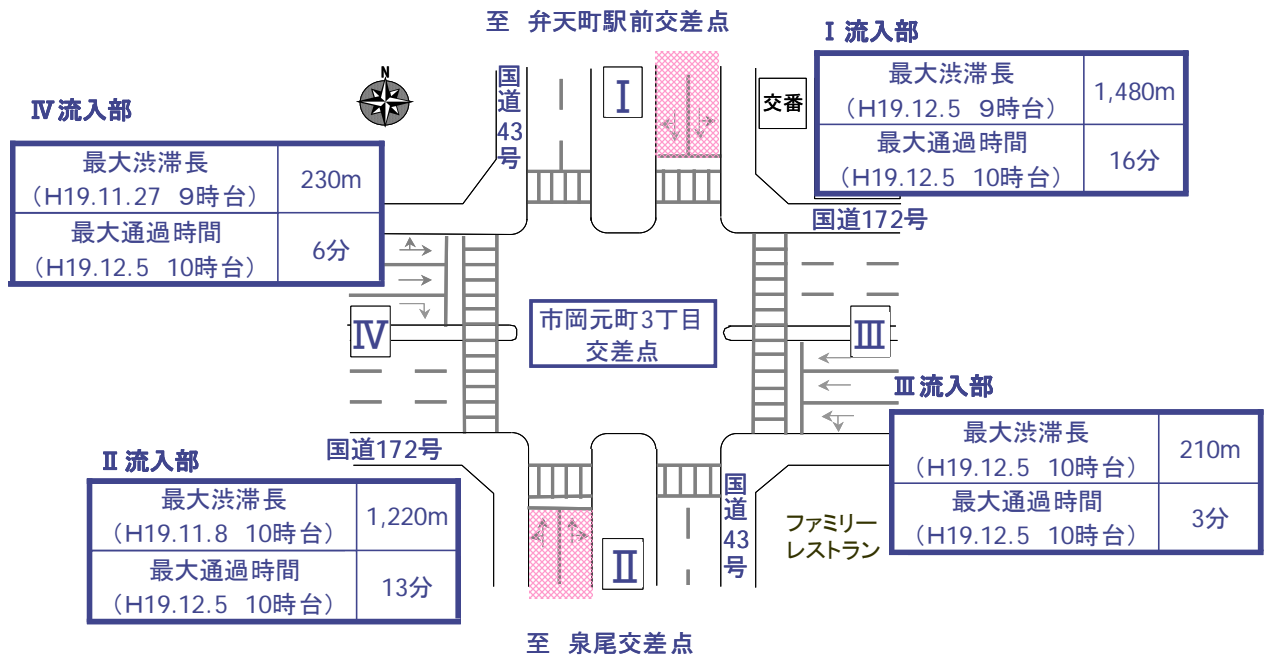 至 弁天町駅前交差点
Ⅰ 流入部
最大渋滞長
(H19.12.5 9時台)
1,480m
最大通過時間
(H19.12.5 10時台)
16分
N
国道43号
Ⅰ
交番
Ⅳ 流入部
最大渋滞長
(H19.11.27 9時台)
230m
最大通過時間
(H19.12.5 10時台)
6分
国道172号
Ⅳ
市岡元町3丁目
交差点
Ⅲ
Ⅲ 流入部
最大渋滞長
(H19.12.5 10時台)
210m
最大通過時間
(H19.12.5 10時台)
3分
国道172号
Ⅱ 流入部
最大渋滞長
(H19.11.8 10時台)
1,220m
最大通過時間
(H19.12.5 10時台)
13分
Ⅱ
国道43号
ファミリー
レストラン
至 泉尾交差点